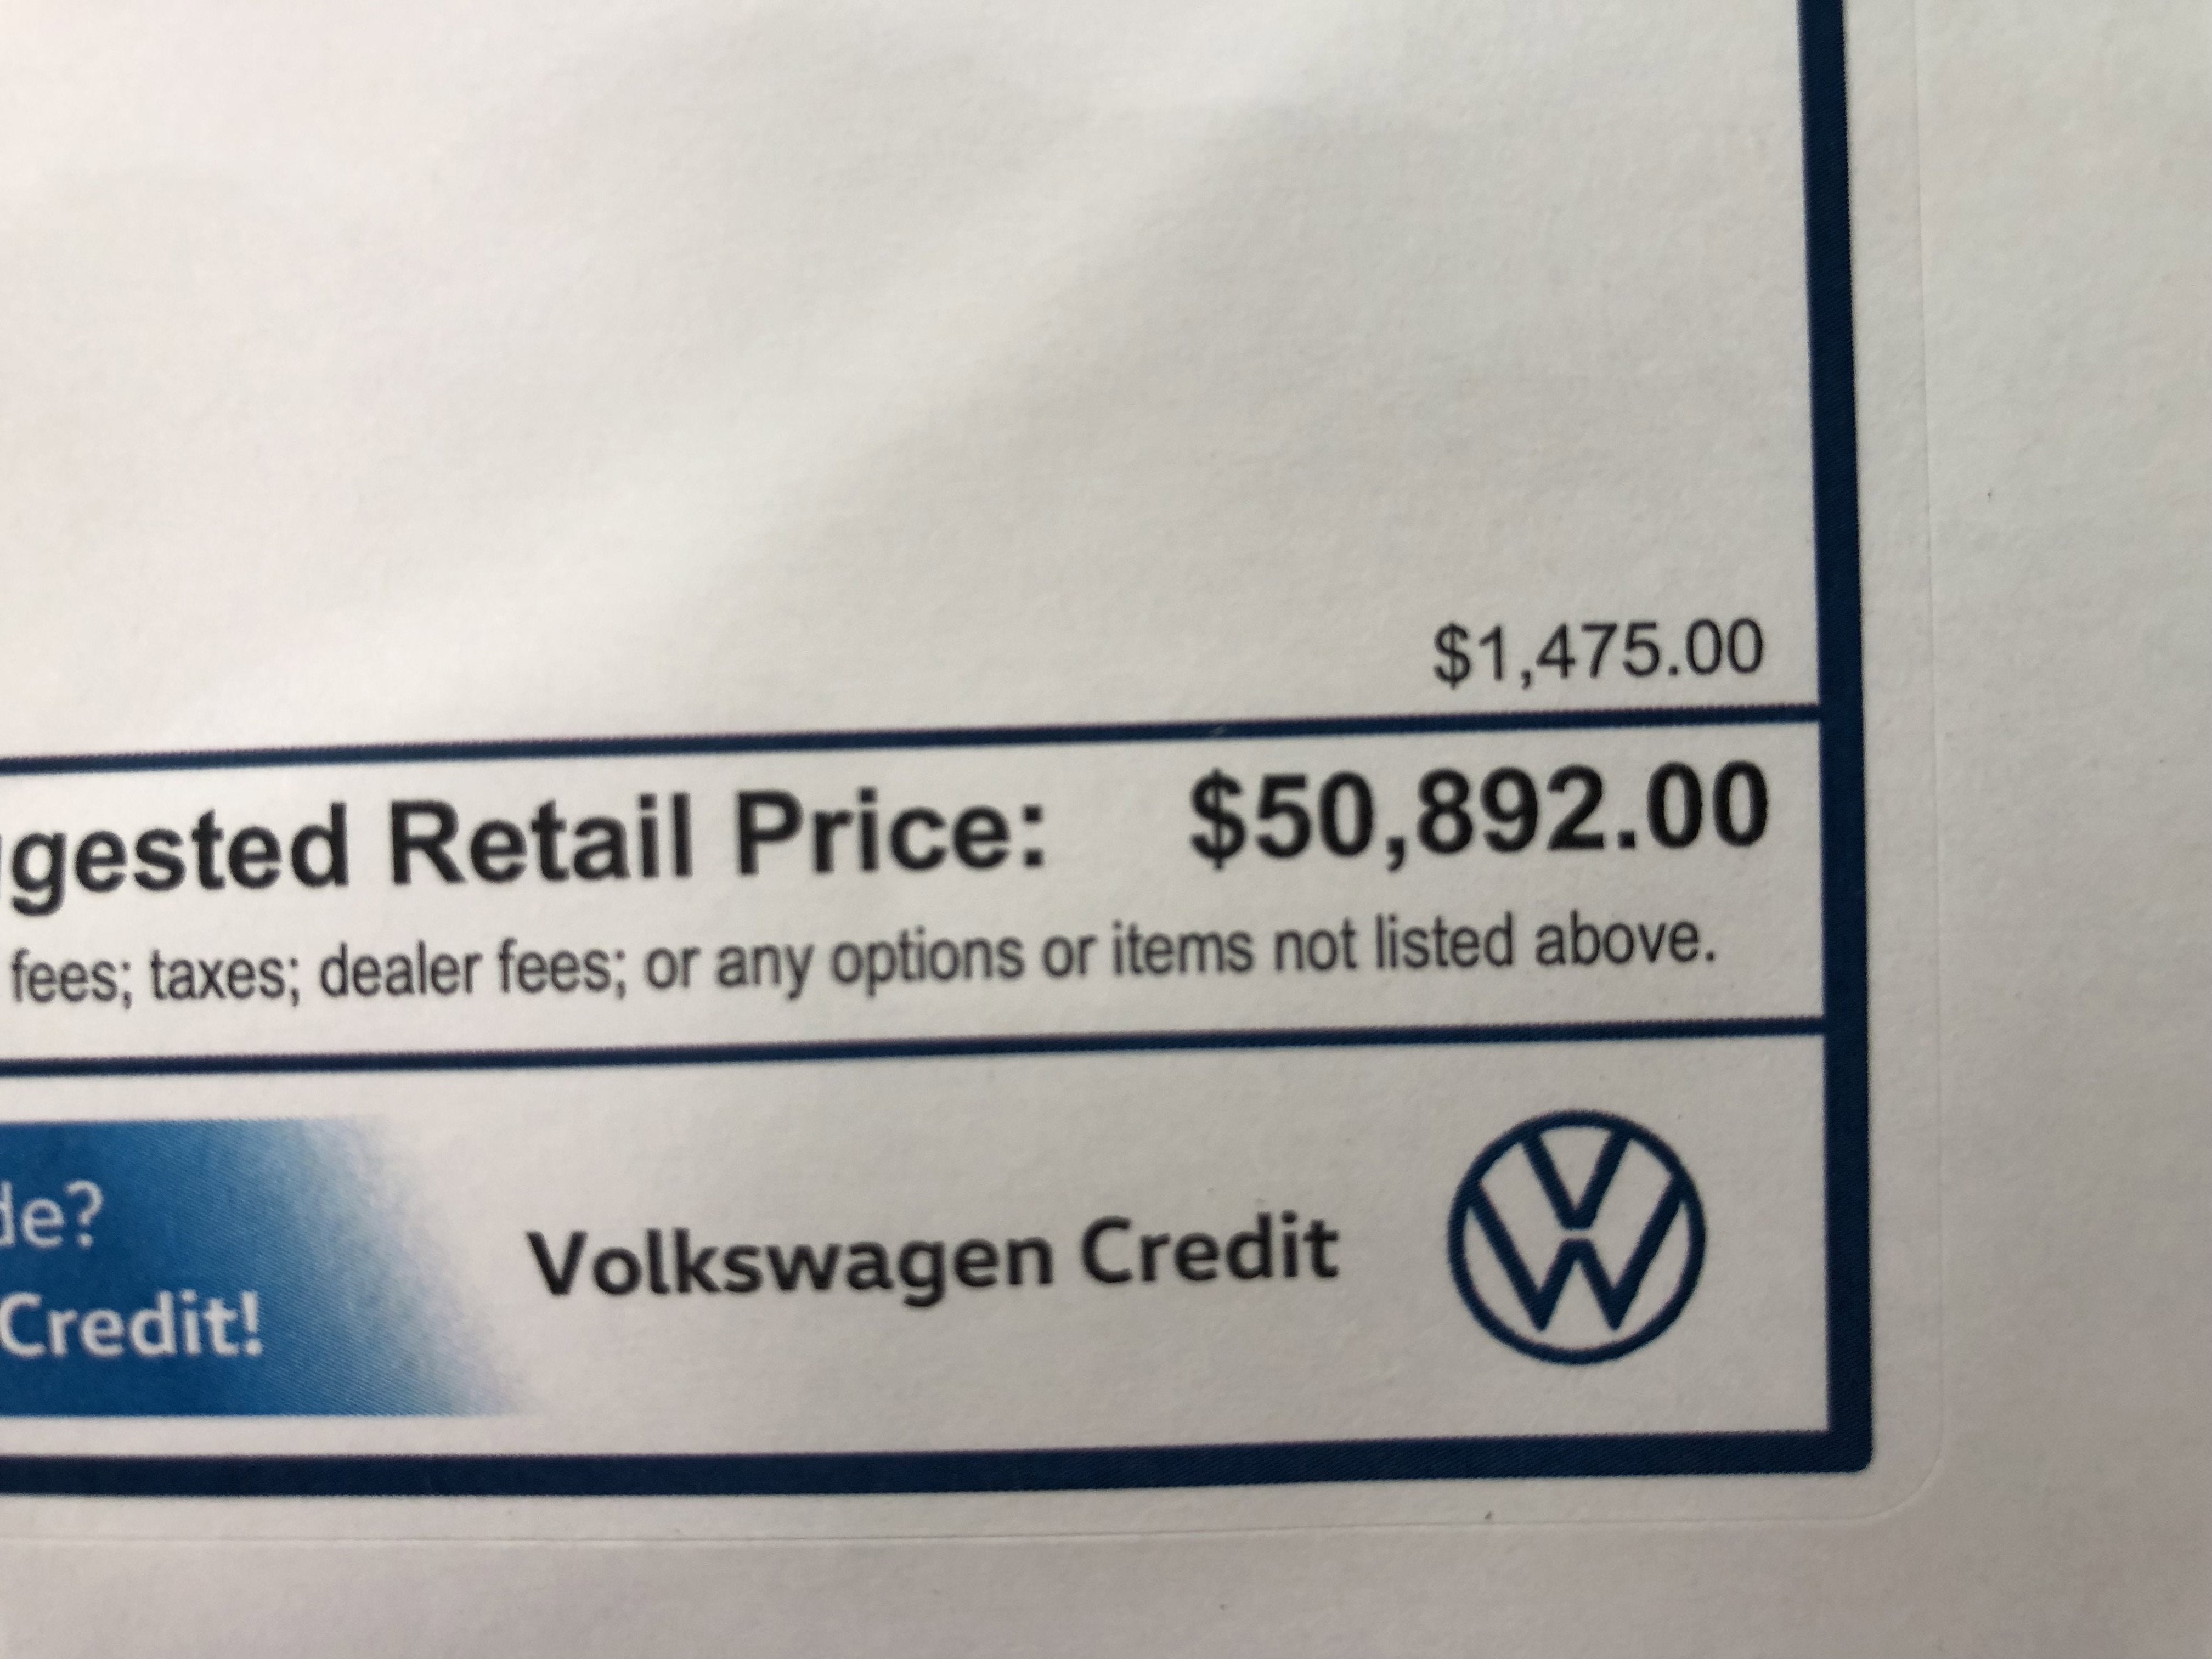 $1,475.00
gested Retail Price: $50,892.00
fees; taxes; dealer fees; or any options or items not listed above.
de?
Credit!
Volkswagen Credit
VW